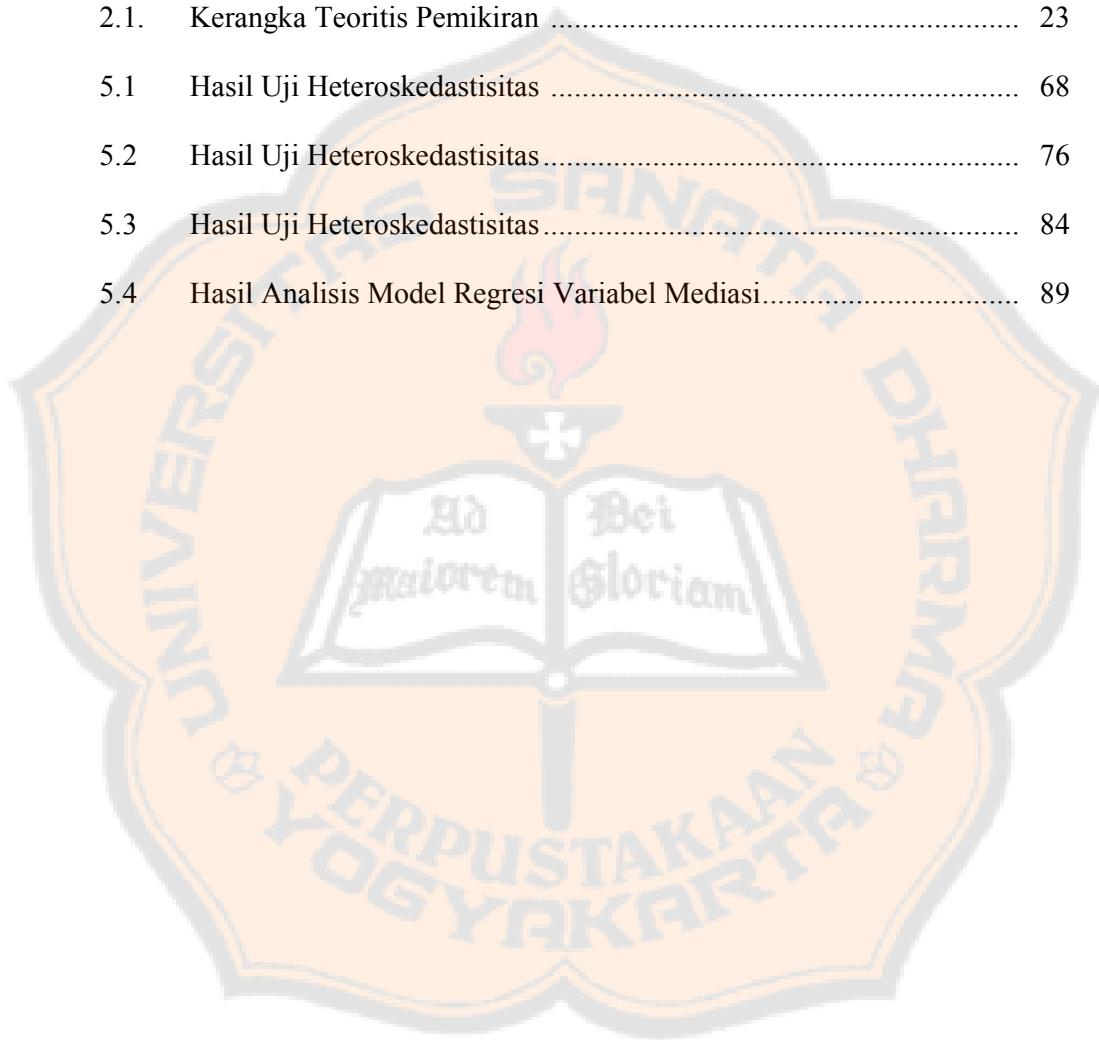 2.1. Kerangka Teoritis Pemikiran ................................................................ 23
5.1 Hasil Uji Heteroskedastisitas ................................................................ 68
5.2 Hasil Uji Heteroskedastisitas ................................................................ 76
5.3 Hasil Uji Heteroskedastisitas ................................................................ 84
5.4 Hasil Analisis Model Regresi Variabel Mediasi .................................. 89
UNIVERSITAS SANATA DHARMA
Ad Dei
maiorem Gloriam
PERPUSTAKAAN
YOGYAKARTA